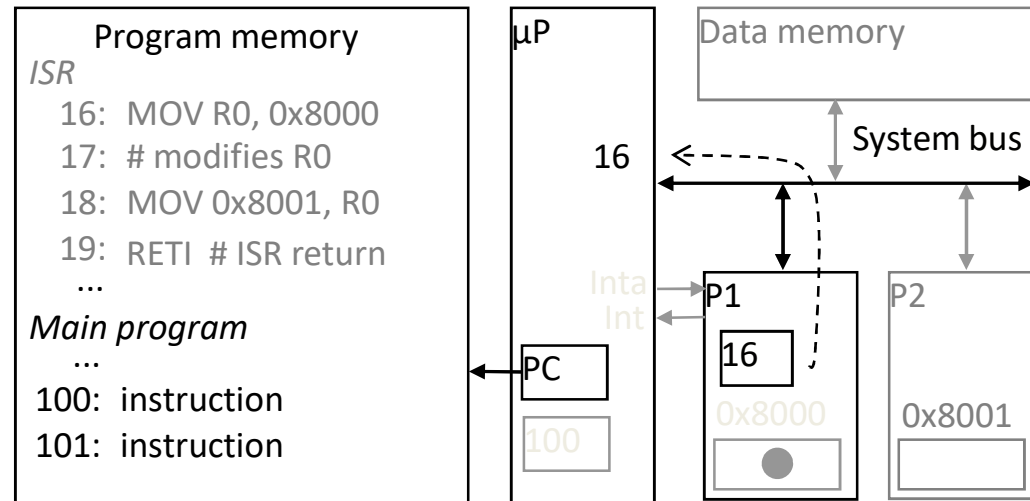 Program memory
ISR
16: MOV R0, 0x8000
17: # modifies R0
18: MOV 0x8001, R0
19: RETI # ISR return
...
Main program
...
100: instruction
101: instruction
μP
16
Inta
Int
PC
100
Data memory
System bus
P1
16
0x8000
P2
0x8001